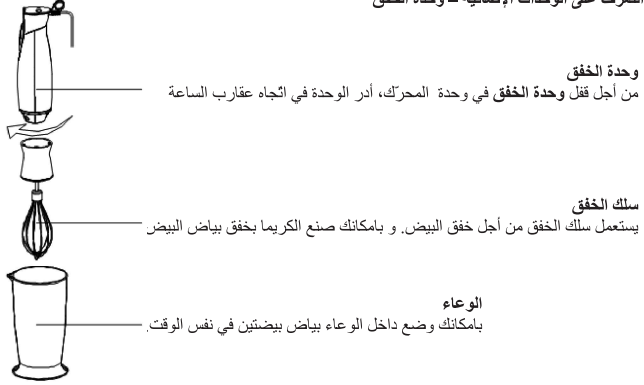 وحدة الخفق
من أجل قفل وحدة الخفق في وحدة المحرّك، أدر الوحدة في اتجاه عقارب الساعة
سلك الخفق
يستعمل سلك الخفق من أجل خفق البيض. و بامكانك صنع الكريما بخفق بياض البيض
الوعاء
بامكانك وضع داخل الوعاء بياض بيضتين في نفس الوقت.